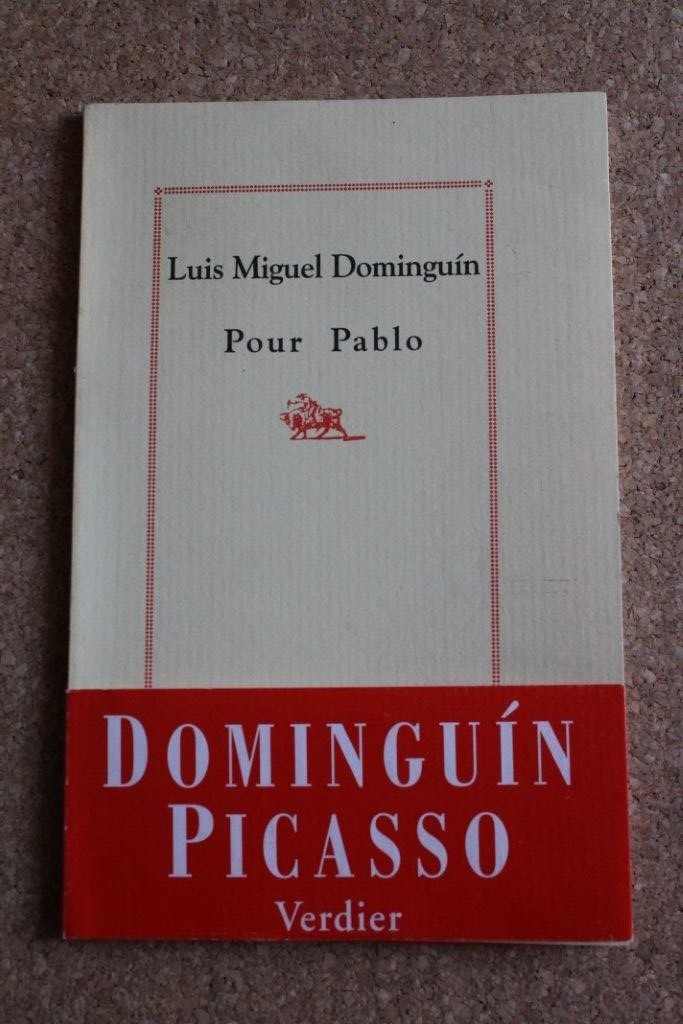 Luis Miguel Dominguín
Pour Pablo
DOMINGUÍN
PICASSO
Verdier